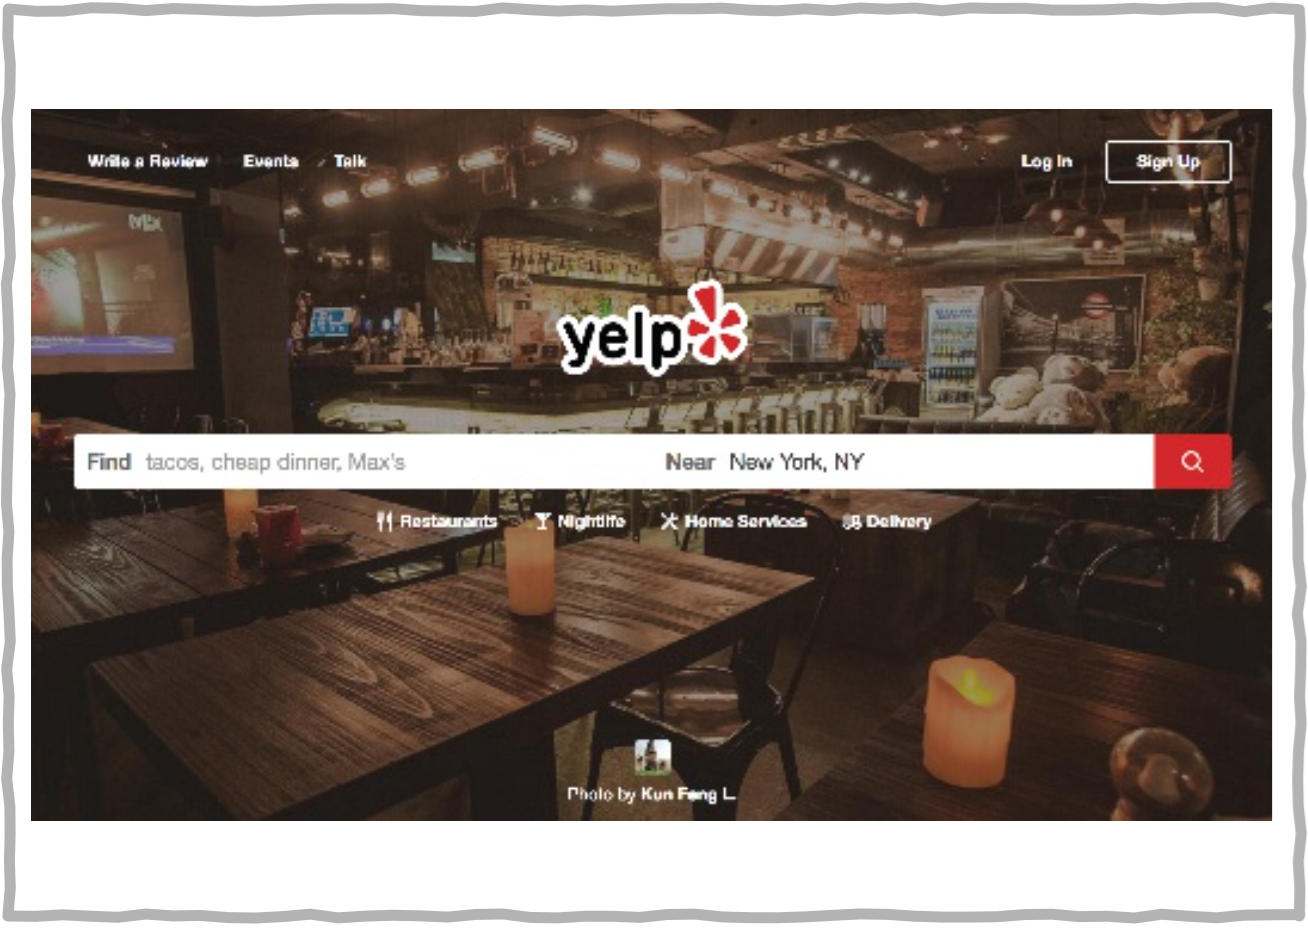 Write a Review Events Talk Log In Sign Up
yelp
Find tacos, cheap dinner, Max's Near New York, NY
Restaurants Nightlife Home Services Delivery
Photo by Kun Fang L.